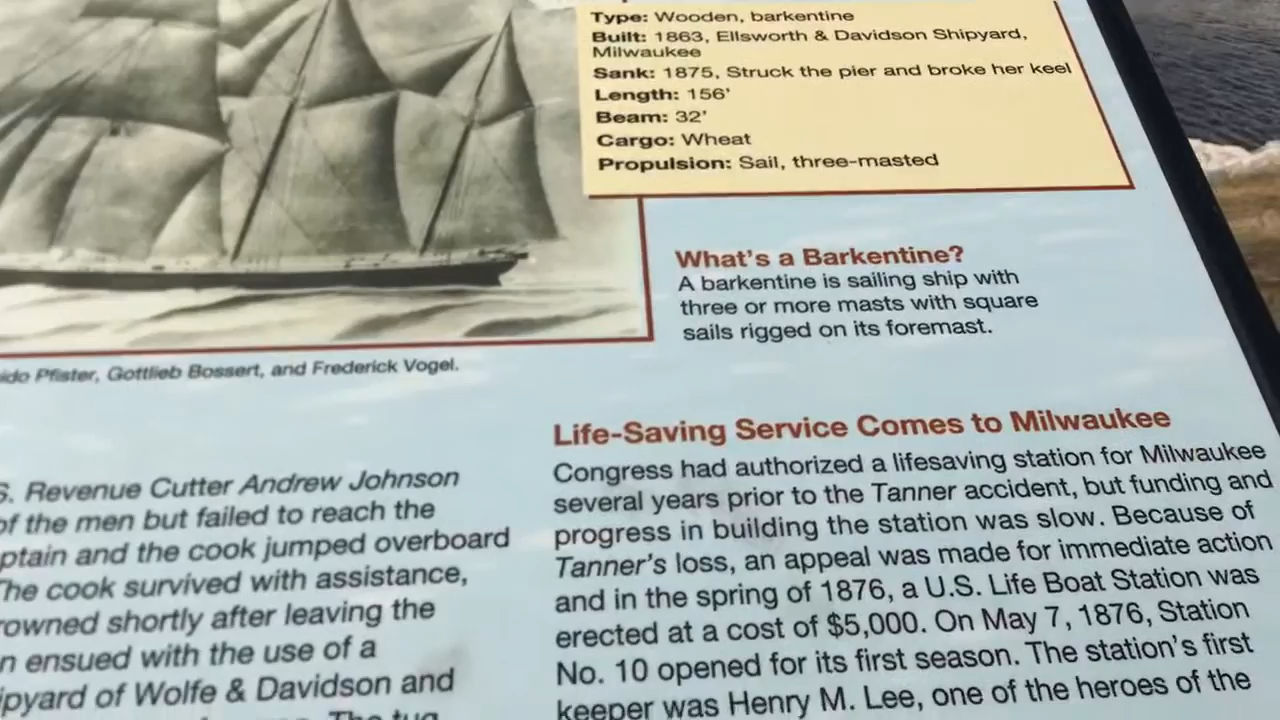 Type: Wooden, barkentine
Built: 1863, Ellsworth & Davidson Shipyard,
Milwaukee
Sank: 1875, Struck the pier and broke her keel
Length: 156'
Beam: 32'
Cargo: Wheat
Propulsion: Sail, three-masted
What's a Barkentine?
A barkentine is sailing ship with
three or more masts with square
sails rigged on its foremast.
Pfister, Gottlieb Bossert, and Frederick Vogel.
S. Revenue Cutter Andrew Johnson
of the men but failed to reach the
ptain and the cook jumped overboard
The cook survived with assistance,
rowned shortly after leaving the
n ensued with the use of a
ipyard of Wolfe & Davidson and
The tug
Life-Saving Service Comes to Milwaukee
Congress had authorized a lifesaving station for Milwaukee
several years prior to the Tanner accident, but funding and
progress in building the station was slow. Because of
Tanner's loss, an appeal was made for immediate action
and in the spring of 1876, a U.S. Life Boat Station was
erected at a cost of $5,000. On May 7, 1876, Station
No. 10 opened for its first season. The station's first
keeper was Henry M. Lee, one of the heroes of the